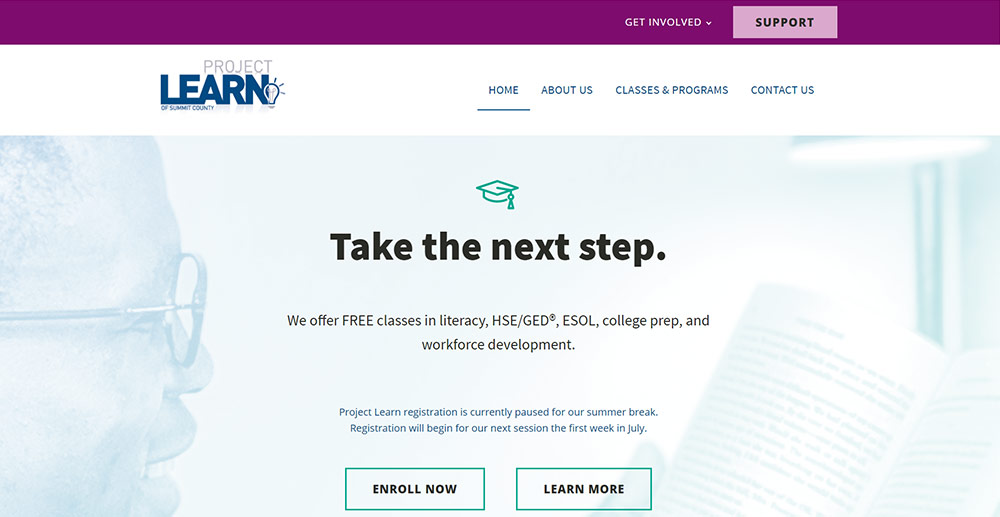 GET INVOLVED
SUPPORT
PROJECT
LEARN
OF SUMMIT COUNTY
HOME
ABOUT US
CLASSES & PROGRAMS
CONTACT US
Take the next step.
We offer FREE classes in literacy, HSE/GED®, ESOL, college prep, and
workforce development.
Project Learn registration is currently paused for our summer break.
Registration will begin for our next session the first week in July.
ENROLL NOW
LEARN MORE